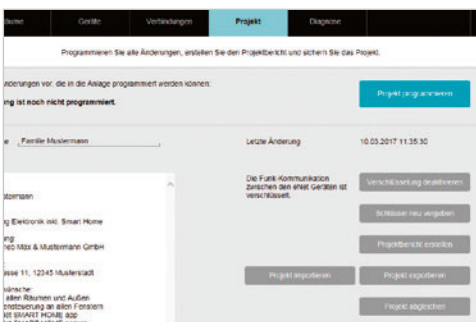 Räume Geräte Verbindungen Projekt Diagnose
Programmieren Sie alle Änderungen, erstellen Sie den Projektbericht und sichern Sie das Projekt.
änderungen vor, die in die Anlage programmiert werden können:
ng ist noch nicht programmiert.
Projekt programmieren
e Familie Mustermann
Letzte Änderung 10.03.2017 11:35:30
Die Funk-Kommunikation
zwischen den eNet Geräten ist
verschlüsselt.
Verschlüsselung deaktivieren
Schlüssel neu vergeben
Projektbericht erstellen
Projekt importieren Projekt exportieren
Projekt abgleichen
stermann
g Elektronik inkl. Smart Home
ng:
Max & Mustermann GmbH
asse 11, 12345 Musterstadt
wünsche:
allen Räumen und Außen
ensteuerung an allen Fenstern
SMART HOME app